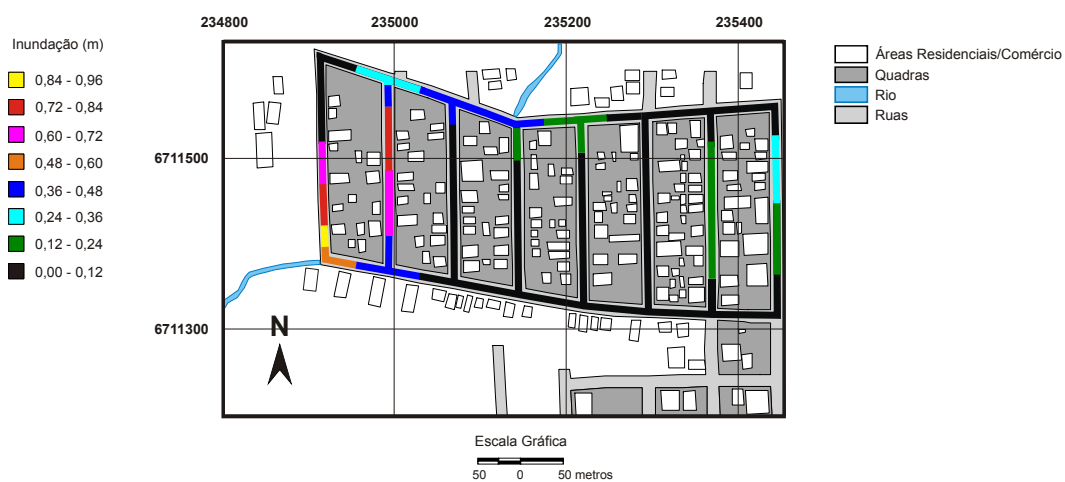 234800
235000
235200
235400
Inundação (m)
0,84 - 0,96
0,72 - 0,84
0,60 - 0,72
0,48 - 0,60
0,36 - 0,48
0,24 - 0,36
0,12 - 0,24
0,00 - 0,12
6711500
6711300
N
Áreas Residenciais/Comércio
Quadras
Rio
Ruas
Escala Gráfica
50 0 50 metros